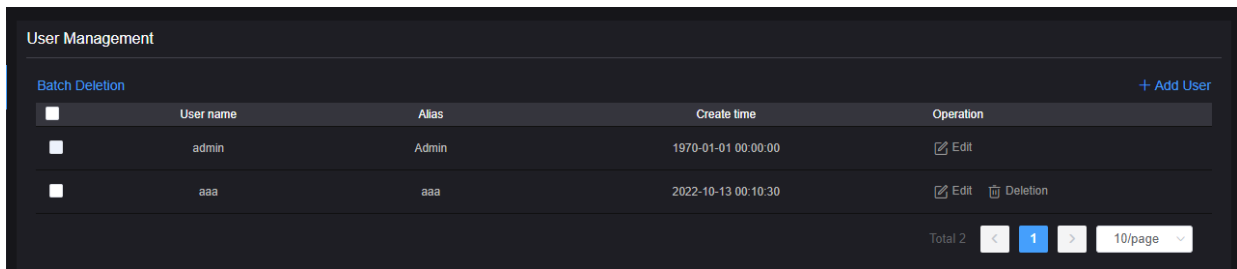 User Management
Batch Deletion + Add User
User name Alias Create time Operation
admin Admin 1970-01-01 00:00:00 Edit
aaa aaa 2022-10-13 00:10:30 Edit Deletion
Total 2 < 1 > 10/page